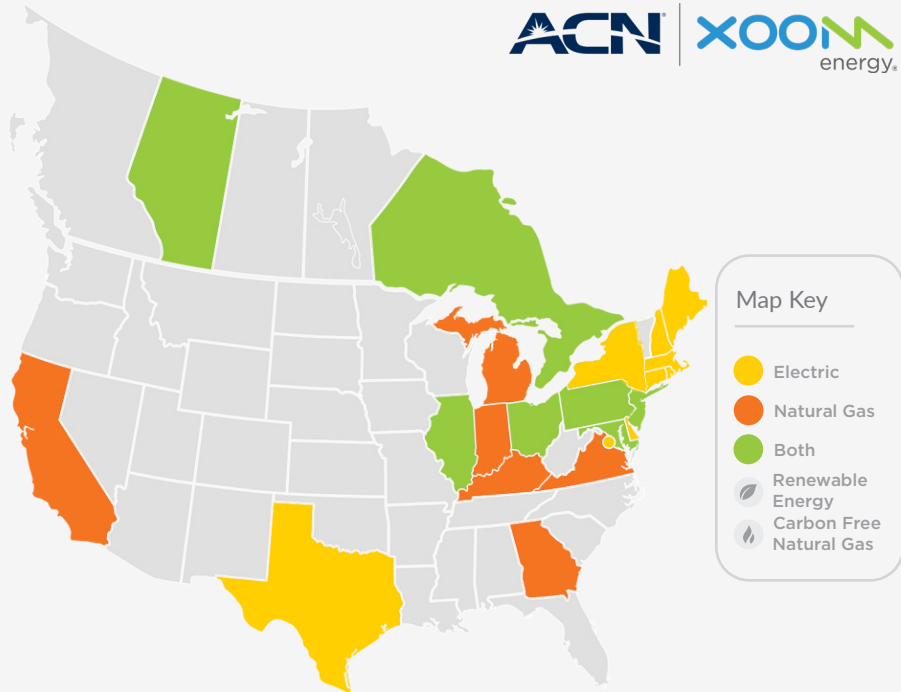 ACN XOOM
energy®
Map Key
Electric
Natural Gas
Both
Renewable
Energy
Carbon Free
Natural Gas